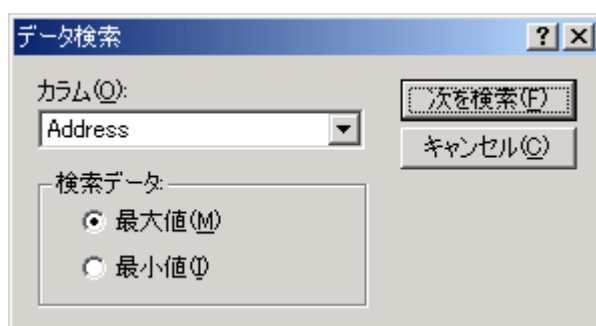 データ検索
カラム(O):
Address
次を検索(F)
キャンセル(C)
検索データ:
最大値(M)
最小値(I)